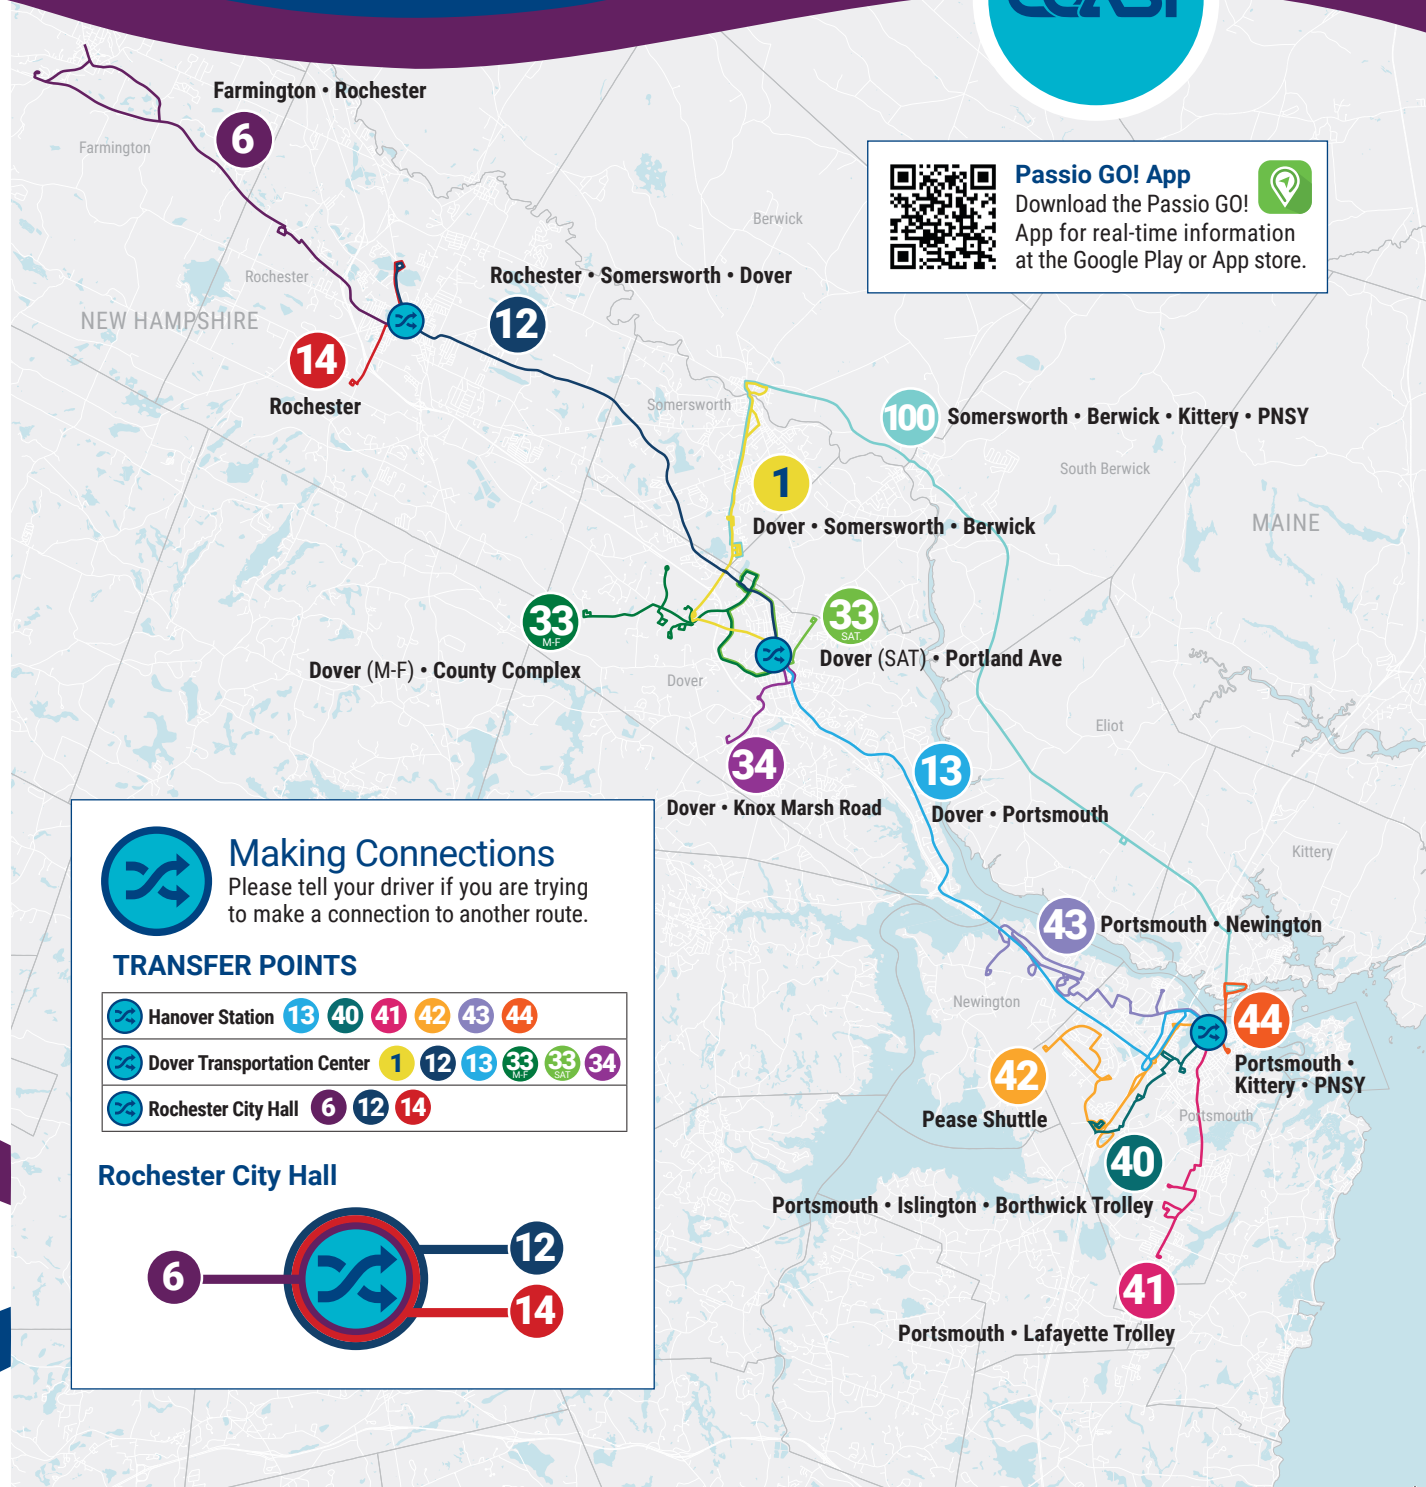 COAST
Farmington • Rochester
6
Farmington
Passio GO! App
Download the Passio GO!
App for real-time information
at the Google Play or App store.
Berwick
Rochester
Rochester • Somersworth • Dover
12
NEW HAMPSHIRE
14
Rochester
Somersworth
100
Somersworth • Berwick • Kittery • PNSY
South Berwick
1
Dover • Somersworth • Berwick
MAINE
33
M-F
Dover (M-F) • County Complex
33
SAT.
Dover (SAT) • Portland Ave
Dover
Eliot
34
Dover • Knox Marsh Road
13
Dover • Portsmouth
Kittery
43
Portsmouth • Newington
Newington
44
Portsmouth •
Kittery • PNSY
42
Pease Shuttle
Portsmouth
40
Portsmouth • Islington • Borthwick Trolley
41
Portsmouth • Lafayette Trolley
Making Connections
Please tell your driver if you are trying
to make a connection to another route.
TRANSFER POINTS
Hanover Station 13 40 41 42 43 44
Dover Transportation Center 1 12 13 33 M-F 33 SAT 34
Rochester City Hall 6 12 14
Rochester City Hall
6
12
14